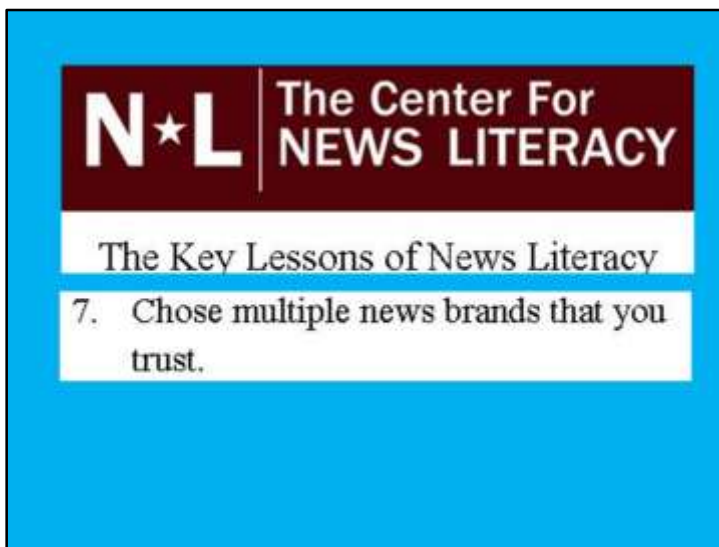 N★L
The Center For
NEWS LITERACY
The Key Lessons of News Literacy
7. Chose multiple news brands that you
trust.